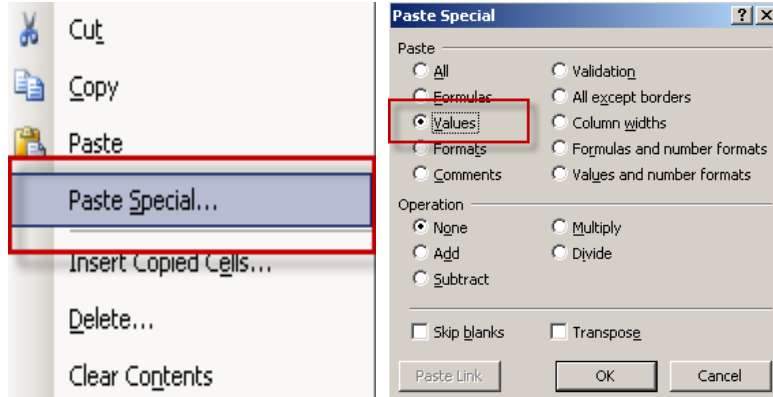 Cut
Copy
Paste
Paste Special...
Insert Copied Cells...
Delete...
Clear Contents
Paste Special
Paste
All
Validation
Formulas
All except borders
Values
Column widths
Formats
Formulas and number formats
Comments
Values and number formats
Operation
None
Multiply
Add
Divide
Subtract
Skip blanks
Transpose
Paste Link
OK
Cancel